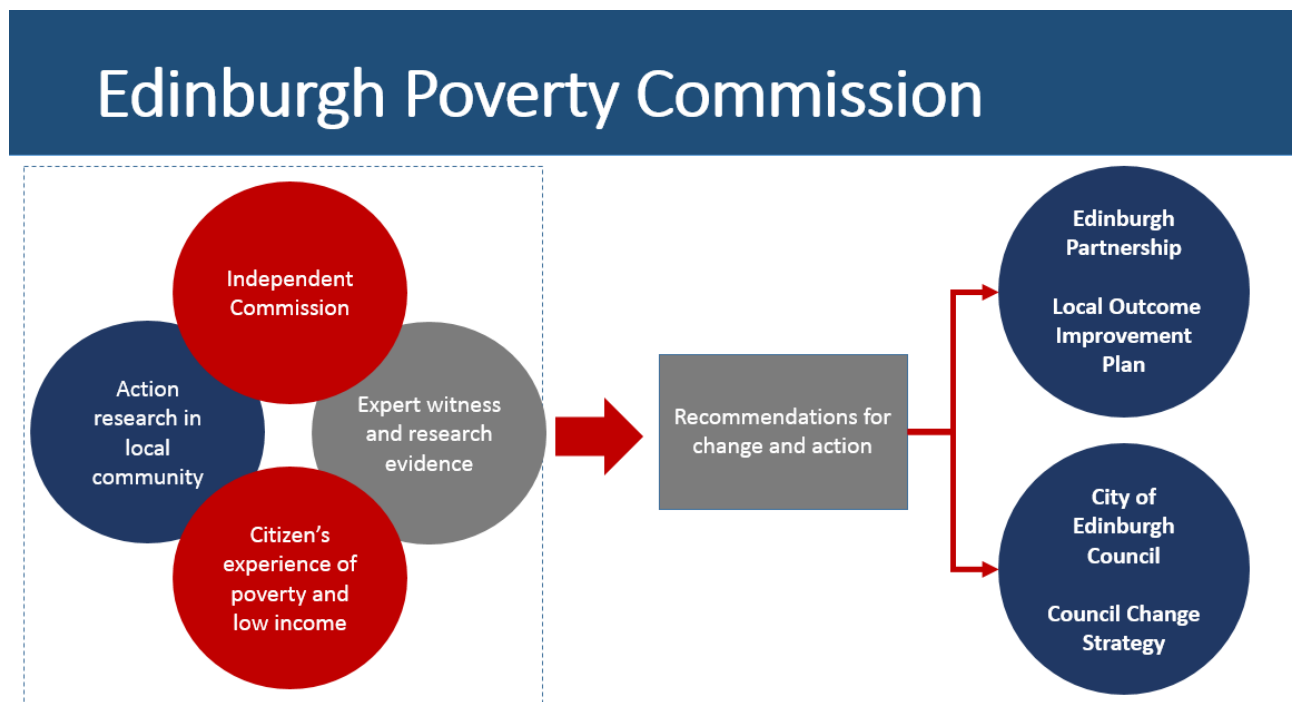 Edinburgh Poverty Commission
Independent
Commission
Action
research in
local
community
Expert witness
and research
evidence
Citizen’s
experience of
poverty and
low income
Recommendations for
change and action
Edinburgh
Partnership
Local Outcome
Improvement
Plan
City of
Edinburgh
Council
Council Change
Strategy